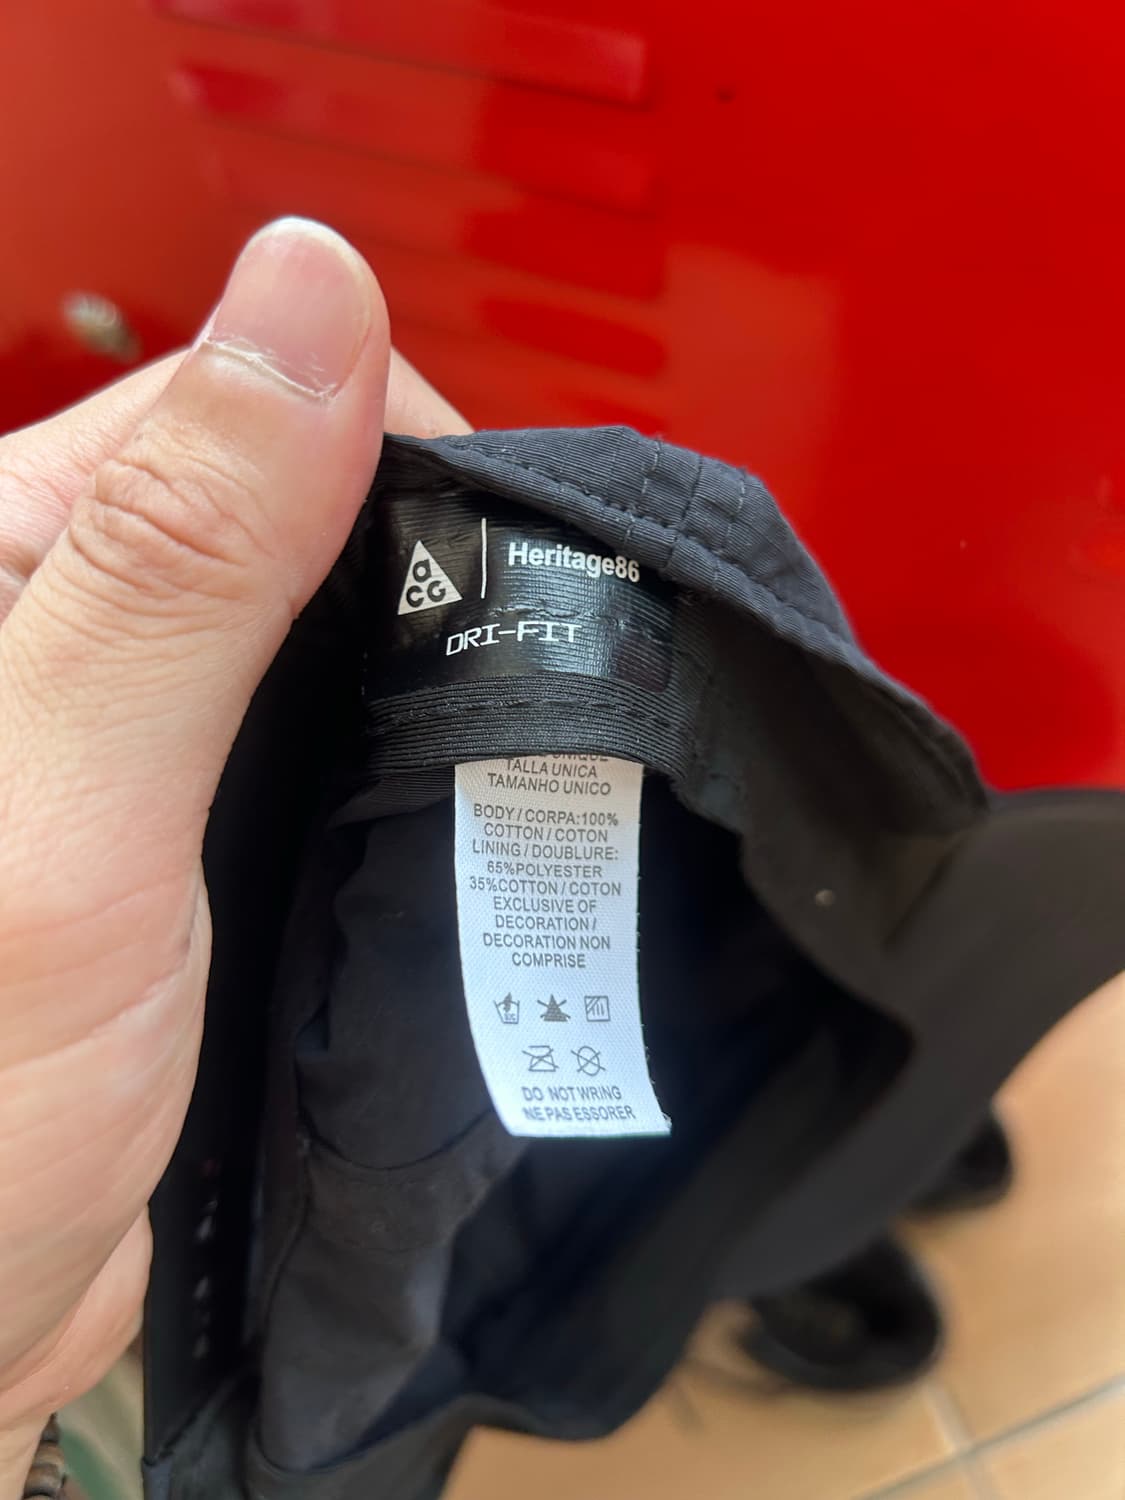 aCG
Heritage86
DRI-FIT
UNIQUE
TALLA UNICA
TAMANHO UNICO
BODY / CORPA:100%
COTTON / COTON
LINING / DOUBLURE:
65%POLYESTER
35%COTTON / COTON
EXCLUSIVE OF
DECORATION /
DECORATION NON
COMPRISE
DO NOT WRING
NE PAS ESSORER